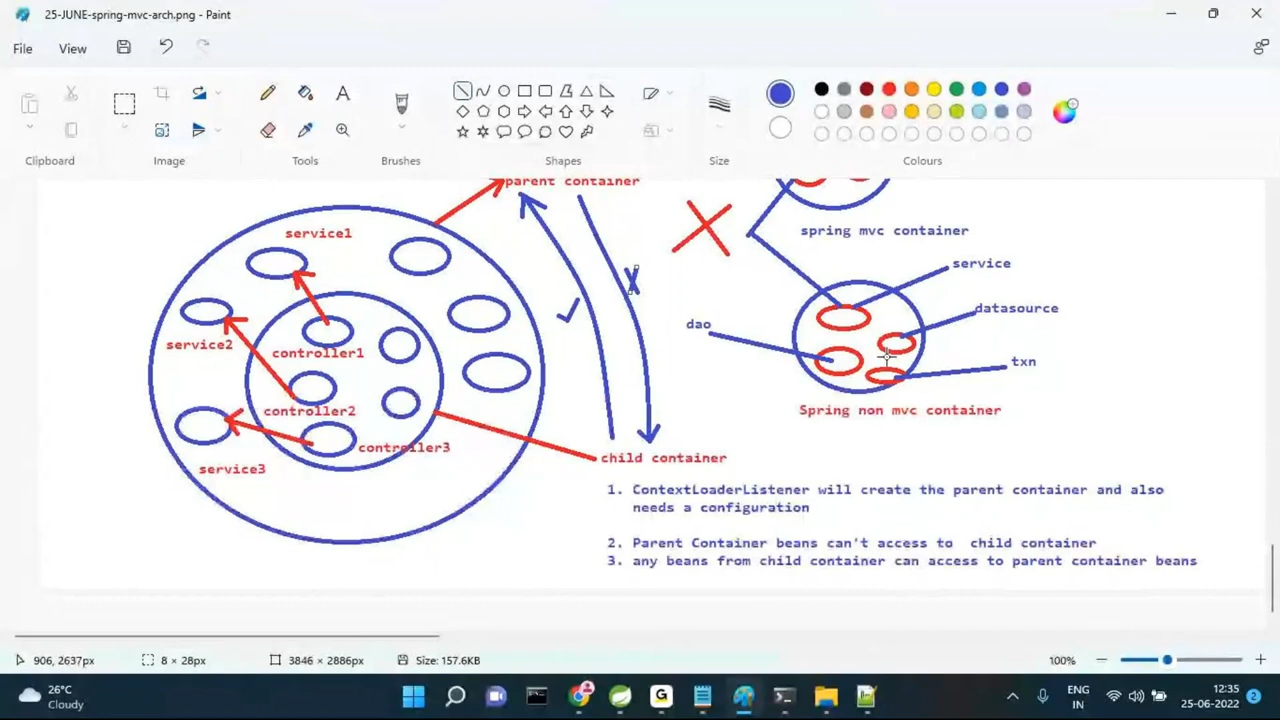 25-JUNE-spring-mvc-arch.png - Paint
File View
Clipboard Image Tools Brushes Shapes Size Colours
parent container
service1
service2
controller1
controller2
controller3
service3
child container
spring mvc container
service
datasource
dao
txn
Spring non mvc container
1. ContextLoaderListener will create the parent container and also
needs a configuration
2. Parent Container beans can't access to child container
3. any beans from child container can access to parent container beans
906, 2637px 8 × 28px 3846 × 2886px Size: 157.6KB 100%
26°C
Cloudy
ENG
IN
12:35
25-06-2022
2